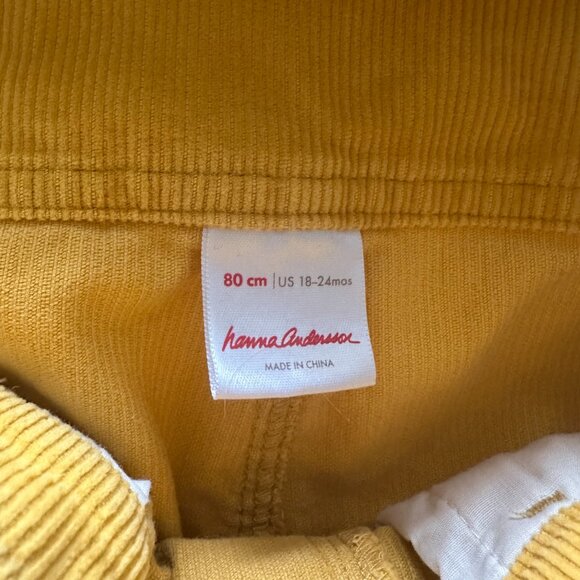 80 cm | US 18-24mos
hanna Andersson
MADE IN CHINA